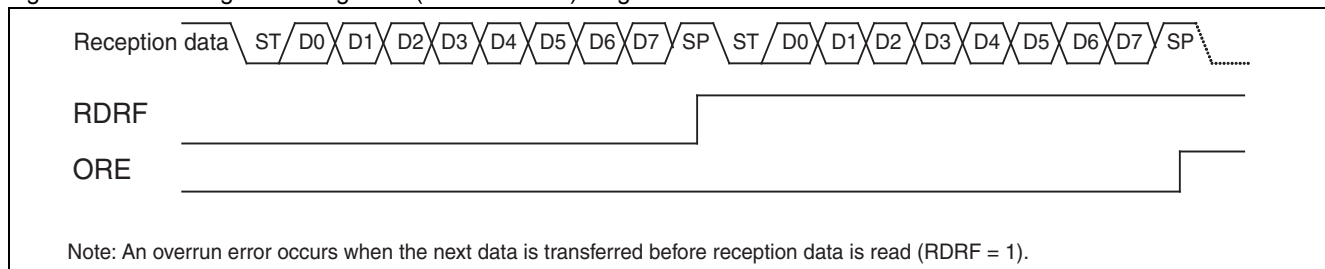 Reception data ST D0 D1 D2 D3 D4 D5 D6 D7 SP ST D0 D1 D2 D3 D4 D5 D6 D7 SP
RDRF
ORE
Note: An overrun error occurs when the next data is transferred before reception data is read (RDRF = 1).